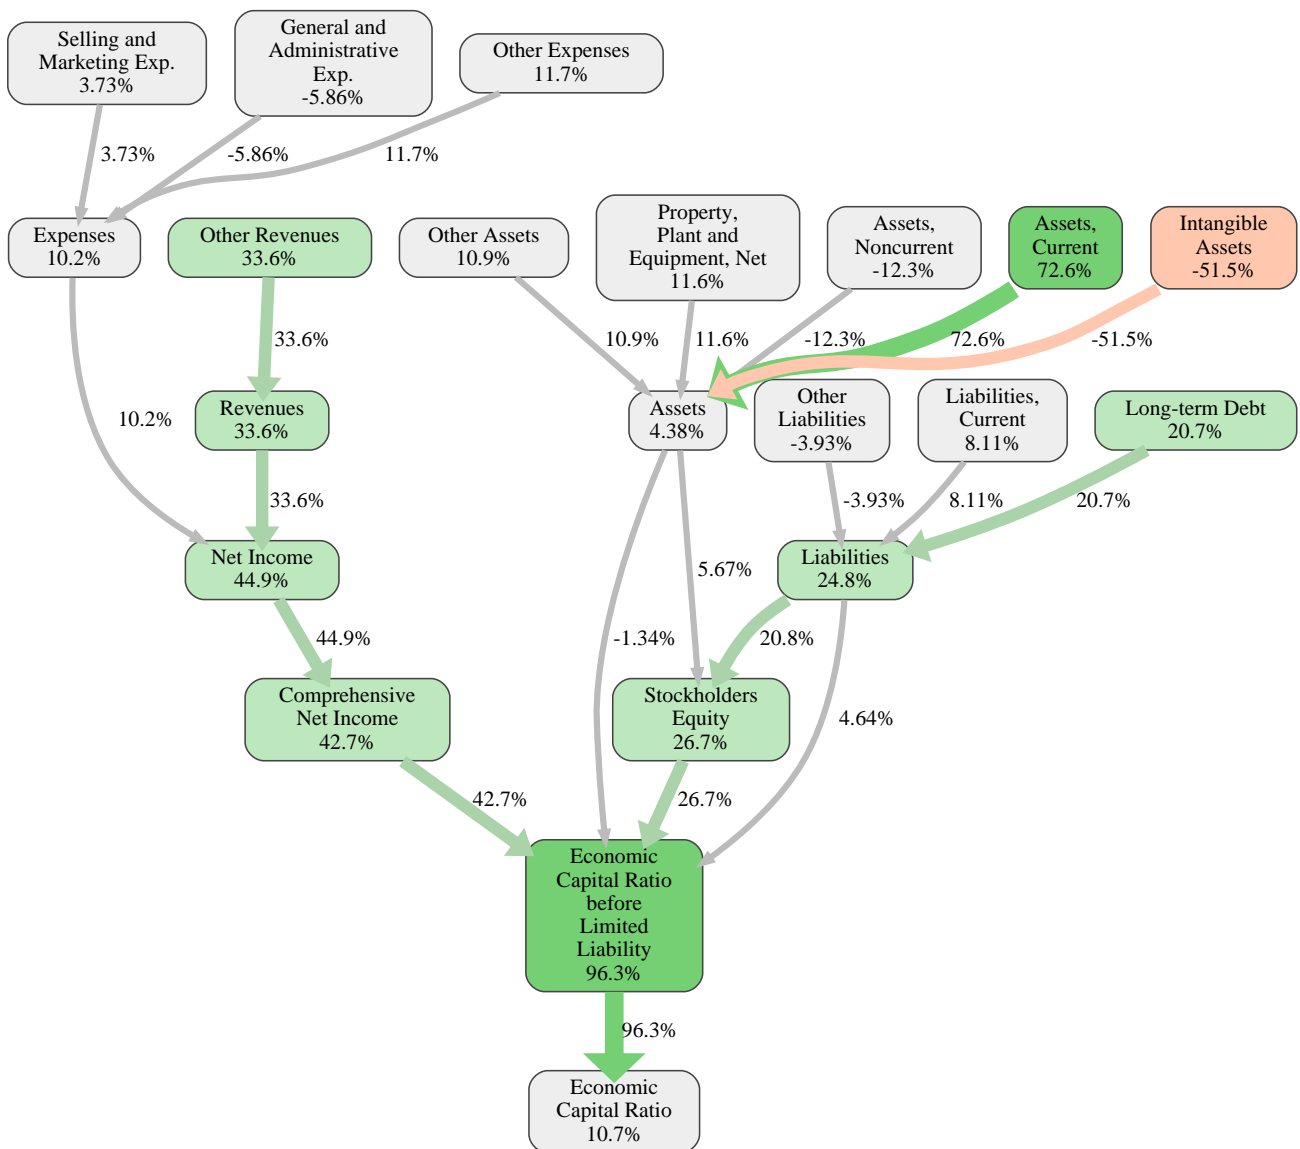 Selling and
Marketing Exp.
3.73%
General and
Administrative
Exp.
-5.86%
Other Expenses
11.7%
3.73%
-5.86%
11.7%
Expenses
10.2%
Other Revenues
33.6%
Other Assets
10.9%
Property,
Plant and
Equipment, Net
11.6%
Assets,
Noncurrent
-12.3%
Assets,
Current
72.6%
Intangible
Assets
-51.5%
33.6%
10.9%
11.6%
-12.3%
72.6%
-51.5%
10.2%
Revenues
33.6%
Assets
4.38%
Other
Liabilities
-3.93%
Liabilities,
Current
8.11%
Long-term Debt
20.7%
33.6%
-3.93%
8.11%
20.7%
Net Income
44.9%
5.67%
Liabilities
24.8%
44.9%
-1.34%
20.8%
Comprehensive
Net Income
42.7%
Stockholders
Equity
26.7%
4.64%
42.7%
26.7%
Economic
Capital Ratio
before
Limited
Liability
96.3%
96.3%
Economic
Capital Ratio
10.7%